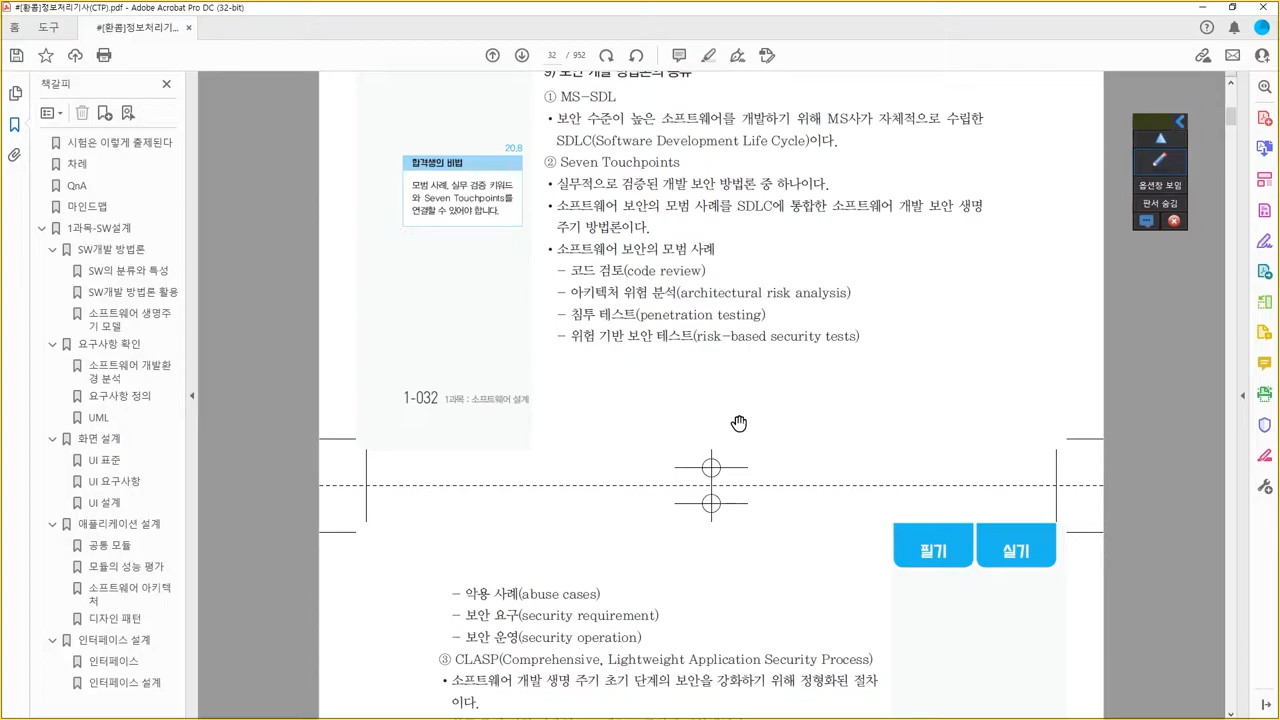 #[환콤]정보처리기사(CTP).pdf - Adobe Acrobat Pro DC (32-bit)
홈 도구 #[환콤]정보처리기...
32 / 952
책갈피
시험은 이렇게 출제된다
차례
QnA
마인드맵
1과목-SW설계
SW개발 방법론
SW의 분류와 특성
SW개발 방법론 활용
소프트웨어 생명주
기 모델
요구사항 확인
소프트웨어 개발환
경 분석
요구사항 정의
UML
화면 설계
UI 표준
UI 요구사항
UI 설계
애플리케이션 설계
공통 모듈
모듈의 성능 평가
소프트웨어 아키텍
처
디자인 패턴
인터페이스 설계
인터페이스
인터페이스 설계
9) 보안 개발 방법론의 종류
① MS-SDL
• 보안 수준이 높은 소프트웨어를 개발하기 위해 MS사가 자체적으로 수립한
SDLC(Software Development Life Cycle)이다.
20.8
합격생의 비법
모범 사례, 실무 검증 키워드
와 Seven Touchpoints를
연결할 수 있어야 합니다.
② Seven Touchpoints
• 실무적으로 검증된 개발 보안 방법론 중 하나이다.
• 소프트웨어 보안의 모범 사례를 SDLC에 통합한 소프트웨어 개발 보안 생명
주기 방법론이다.
• 소프트웨어 보안의 모범 사례
- 코드 검토(code review)
- 아키텍처 위험 분석(architectural risk analysis)
- 침투 테스트(penetration testing)
- 위험 기반 보안 테스트(risk-based security tests)
1-032 1과목 : 소프트웨어 설계
필기 실기
- 악용 사례(abuse cases)
- 보안 요구(security requirement)
- 보안 운영(security operation)
③ CLASP(Comprehensive, Lightweight Application Security Process)
• 소프트웨어 개발 생명 주기 초기 단계의 보안을 강화하기 위해 정형화된 절차
이다.
옵션창 보임
판서 숨김